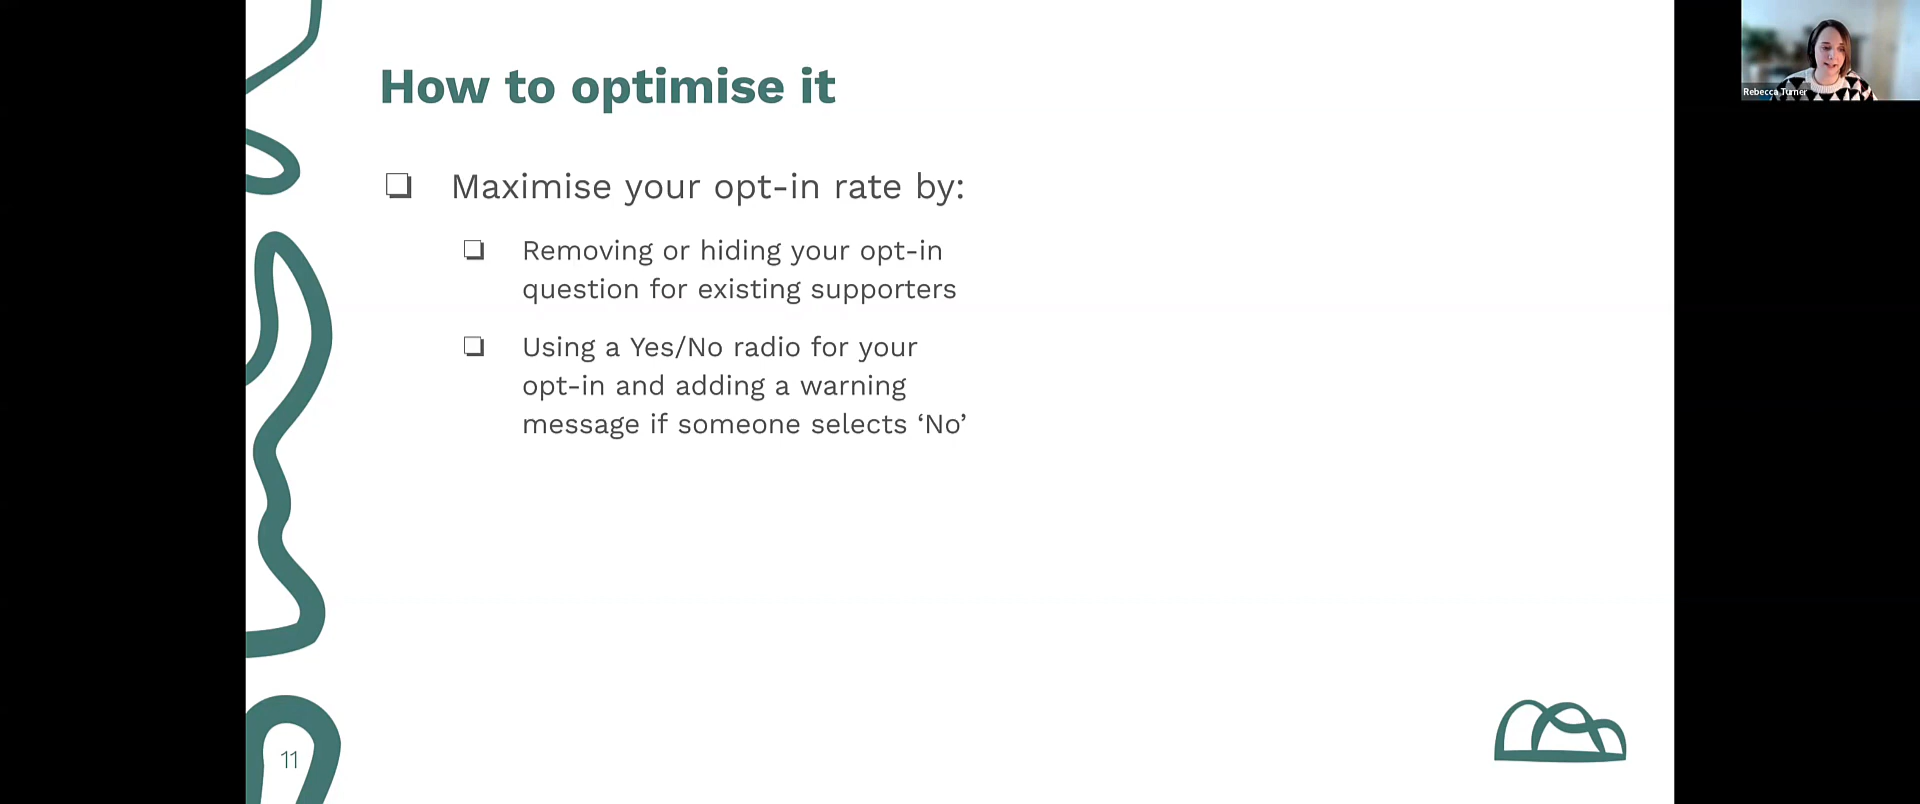 How to optimise it
❏ Maximise your opt-in rate by:
❏ Removing or hiding your opt-in
question for existing supporters
❏ Using a Yes/No radio for your
opt-in and adding a warning
message if someone selects ‘No’
11
Rebecca Turner